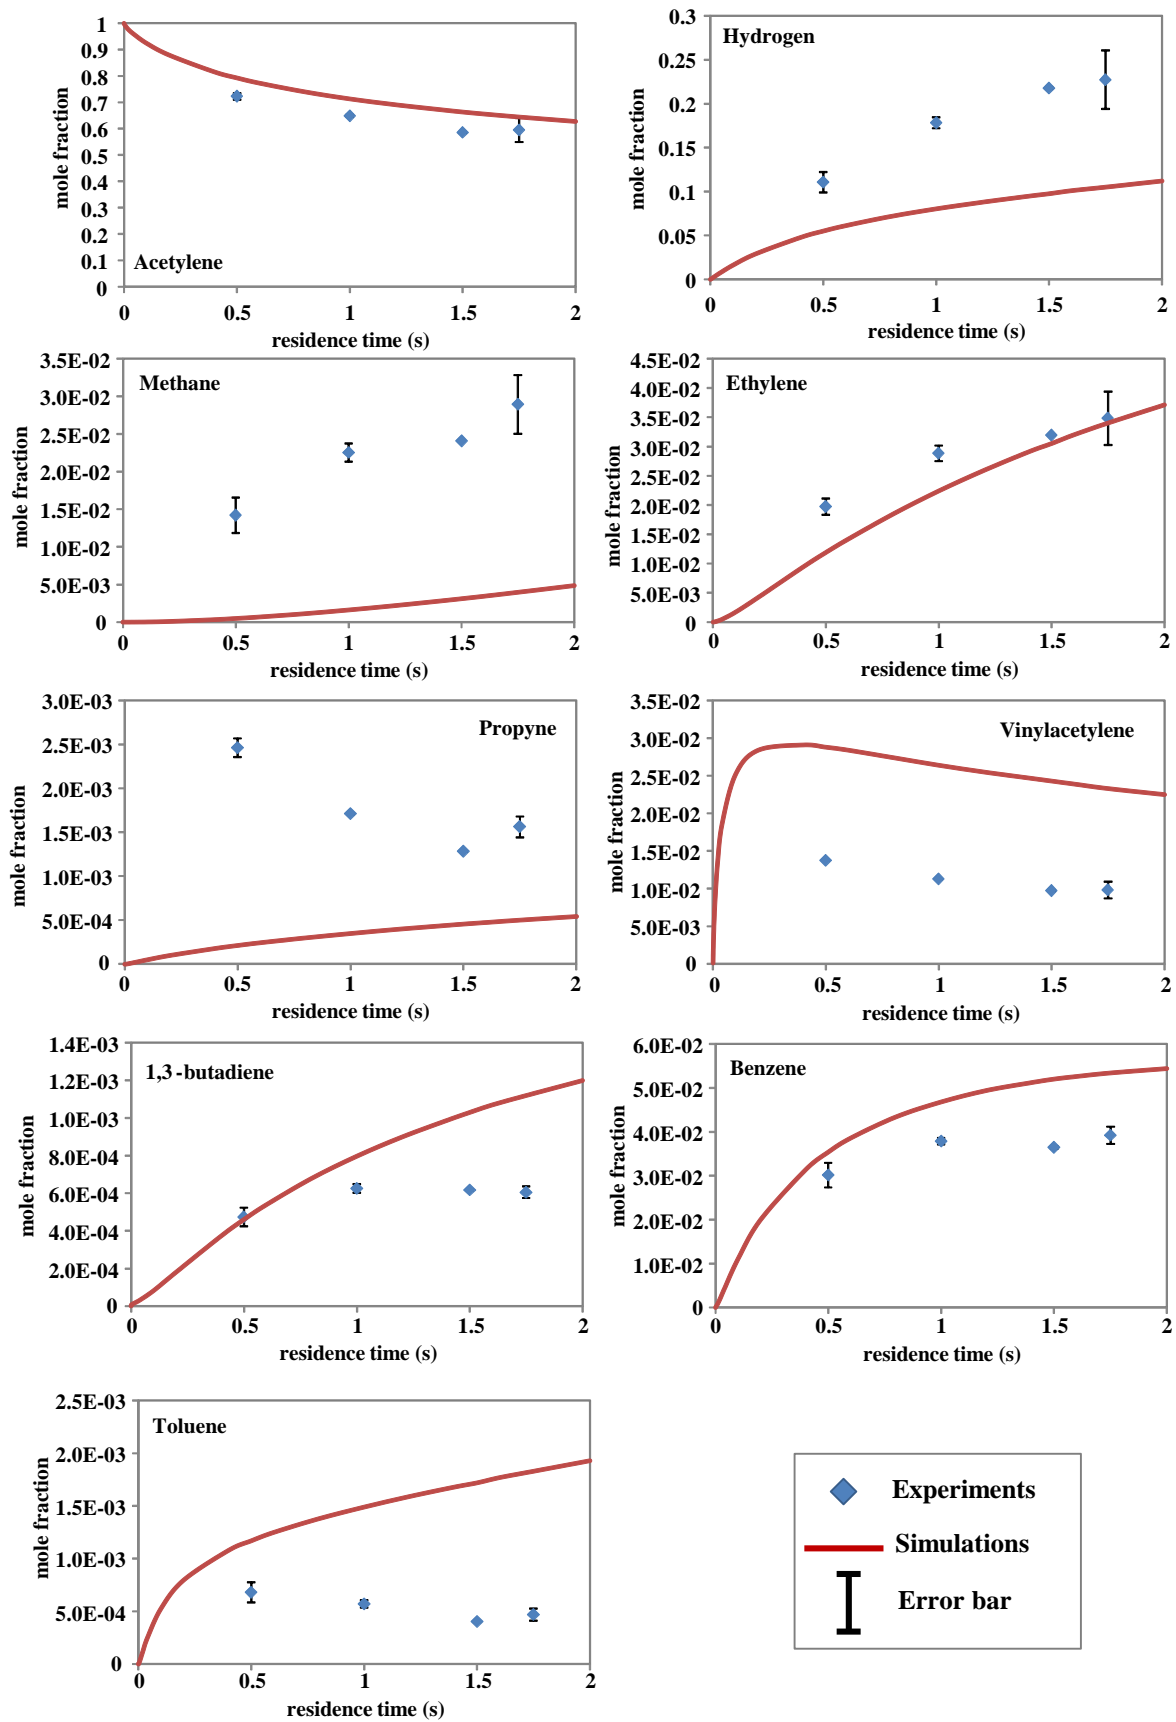 1
0.9
0.8
0.7
0.6
0.5
0.4
0.3
0.2
0.1
0
mole fraction
Acetylene
0 0.5 1 1.5 2
residence time (s)
0.3
0.25
0.2
0.15
0.1
0.05
0
mole fraction
Hydrogen
0 0.5 1 1.5 2
residence time (s)
3.5E-02
3.0E-02
2.5E-02
2.0E-02
1.5E-02
1.0E-02
5.0E-03
0
mole fraction
Methane
0 0.5 1 1.5 2
residence time (s)
4.5E-02
4.0E-02
3.5E-02
3.0E-02
2.5E-02
2.0E-02
1.5E-02
1.0E-02
5.0E-03
0
mole fraction
Ethylene
0 0.5 1 1.5 2
residence time (s)
3.0E-03
2.5E-03
2.0E-03
1.5E-03
1.0E-03
5.0E-04
0
mole fraction
Propyne
0 0.5 1 1.5 2
residence time (s)
3.5E-02
3.0E-02
2.5E-02
2.0E-02
1.5E-02
1.0E-02
5.0E-03
0
mole fraction
Vinylacetylene
0 0.5 1 1.5 2
residence time (s)
1.4E-03
1.2E-03
1.0E-03
8.0E-04
6.0E-04
4.0E-04
2.0E-04
0
mole fraction
1,3-butadiene
0 0.5 1 1.5 2
residence time (s)
6.0E-02
5.0E-02
4.0E-02
3.0E-02
2.0E-02
1.0E-02
0
mole fraction
Benzene
0 0.5 1 1.5 2
residence time (s)
2.5E-03
2.0E-03
1.5E-03
1.0E-03
5.0E-04
0
mole fraction
Toluene
0 0.5 1 1.5 2
residence time (s)
Experiments
Simulations
Error bar